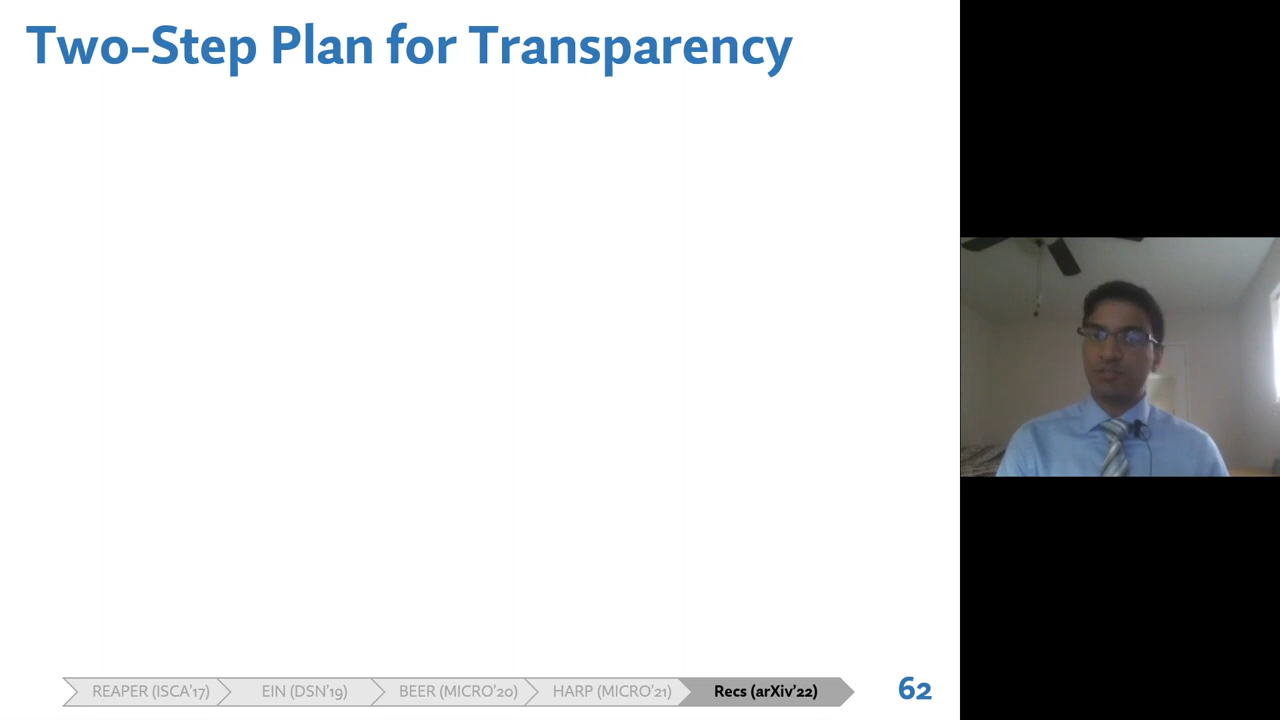 Two-Step Plan for Transparency
REAPER (ISCA'17)
EIN (DSN'19)
BEER (MICRO'20)
HARP (MICRO'21)
Recs (arXiv'22)
62